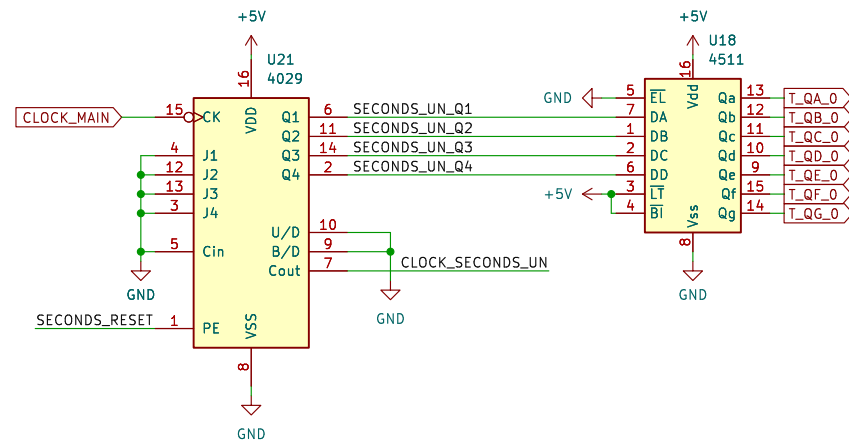 +5V
U21
4029
16
VDD
CLOCK_MAIN
15
CK
4
J1
12
J2
13
J3
3
J4
5
Cin
GND
SECONDS_RESET
1
PE
VSS
8
GND
Q1
6
SECONDS_UN_Q1
Q2
11
SECONDS_UN_Q2
Q3
14
SECONDS_UN_Q3
Q4
2
SECONDS_UN_Q4
U/D
10
B/D
9
Cout
7
CLOCK_SECONDS_UN
GND
+5V
U18
4511
16
Vdd
GND
5
EL
7
DA
1
DB
2
DC
6
DD
+5V
3
LT
4
BI
Vss
8
GND
Qa
13
T_QA_0
Qb
12
T_QB_0
Qc
11
T_QC_0
Qd
10
T_QD_0
Qe
9
T_QE_0
Qf
15
T_QF_0
Qg
14
T_QG_0